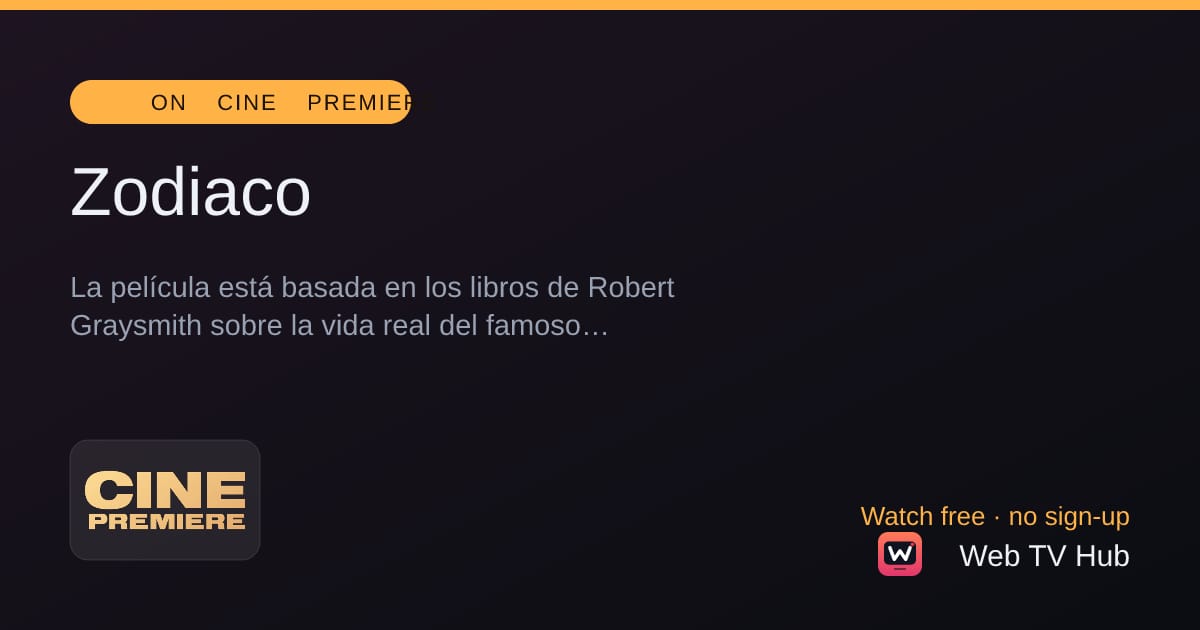 ON CINE PREMIER
Zodiaco
La película está basada en los libros de Robert
Graysmith sobre la vida real del famoso…
CINE
PREMIERE
Watch free · no sign-up
W
Web TV Hub